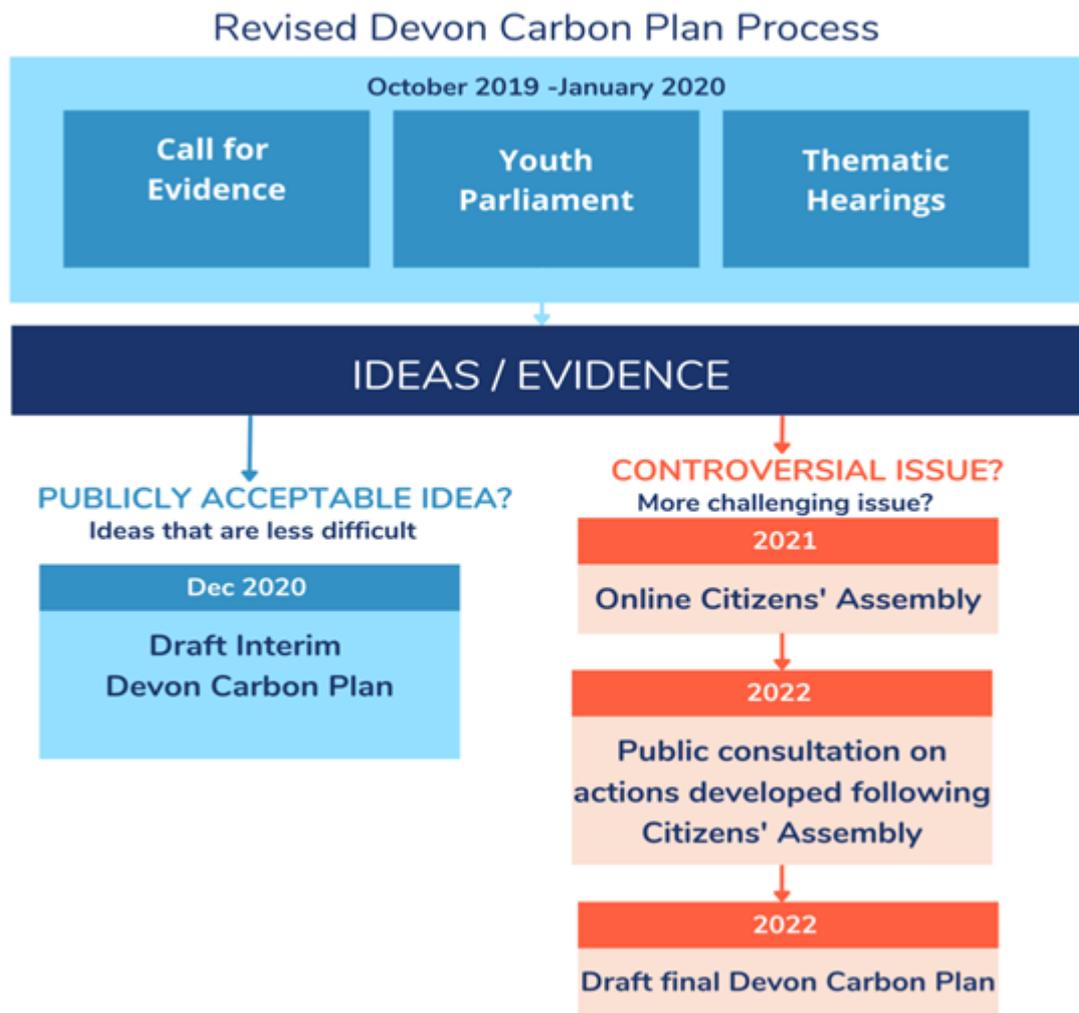 Revised Devon Carbon Plan Process
October 2019 -January 2020
Call for
Evidence
Youth
Parliament
Thematic
Hearings
IDEAS / EVIDENCE
PUBLICLY ACCEPTABLE IDEA?
Ideas that are less difficult
Dec 2020
Draft Interim
Devon Carbon Plan
CONTROVERSIAL ISSUE?
More challenging issue?
2021
Online Citizens' Assembly
2022
Public consultation on
actions developed following
Citizens' Assembly
2022
Draft final Devon Carbon Plan